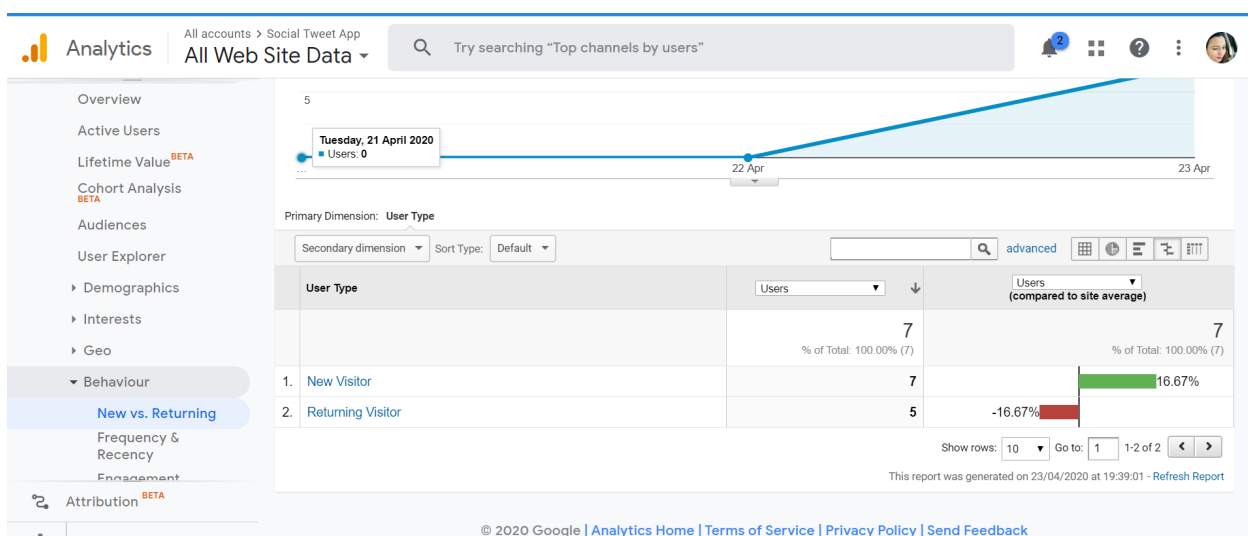 Analytics
All accounts > Social Tweet App
All Web Site Data
Try searching "Top channels by users"
2
Overview
Active Users
Lifetime Value BETA
Cohort Analysis
BETA
Audiences
User Explorer
Demographics
Interests
Geo
Behaviour
New vs. Returning
Frequency &
Recency
Engagement
Attribution BETA
5
Tuesday, 21 April 2020
Users: 0
...
22 Apr
23 Apr
Primary Dimension: User Type
Secondary dimension Sort Type: Default
advanced
User Type
Users
Users
(compared to site average)
7
% of Total: 100.00% (7)
7
% of Total: 100.00% (7)
1. New Visitor 7 16.67%
2. Returning Visitor 5 -16.67%
Show rows: 10 Go to: 1 1-2 of 2
This report was generated on 23/04/2020 at 19:39:01 - Refresh Report
© 2020 Google | Analytics Home | Terms of Service | Privacy Policy | Send Feedback